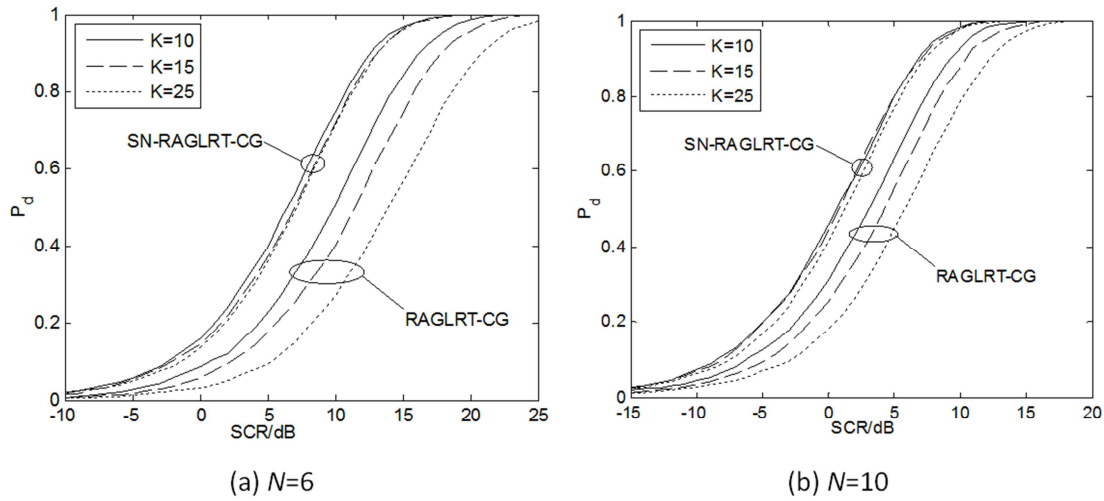 1
0.8
0.6
0.4
0.2
0
P_d
K=10
K=15
K=25
SN-RAGLRT-CG
RAGLRT-CG
-10 -5 0 5 10 15 20 25
SCR/dB
(a) N=6
1
0.8
0.6
0.4
0.2
0
P_d
K=10
K=15
K=25
SN-RAGLRT-CG
RAGLRT-CG
-15 -10 -5 0 5 10 15 20
SCR/dB
(b) N=10